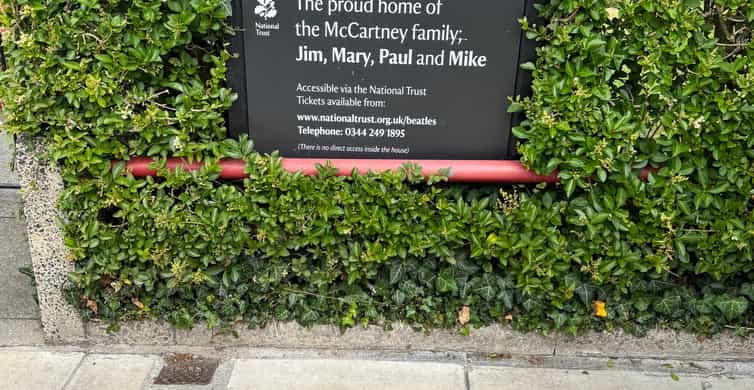 The proud home of
National
Trust
the McCartney family;
Jim, Mary, Paul and Mike
Accessible via the National Trust
Tickets available from:
www.nationaltrust.org.uk/beatles
Telephone: 0344 249 1895
(There is no direct access inside the house)